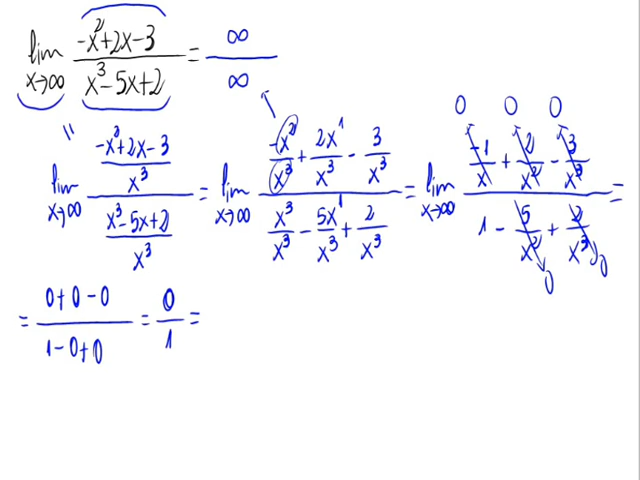 lim x→∞ (-x²+2x-3)/(x³-5x+2) = ∞/∞
" lim x→∞ ((-x²+2x-3)/x³)/((x³-5x+2)/x³) = lim x→∞ (-x²/x³ + 2x¹/x³ - 3/x³)/(x³/x³ - 5x¹/x³ + 2/x³) = lim x→∞ (-1/x + 2/x² - 3/x³)/(1 - 5/x² + 2/x³) =
0 0 0
0 0
= (0+0-0)/(1-0+0) = 0/1 =